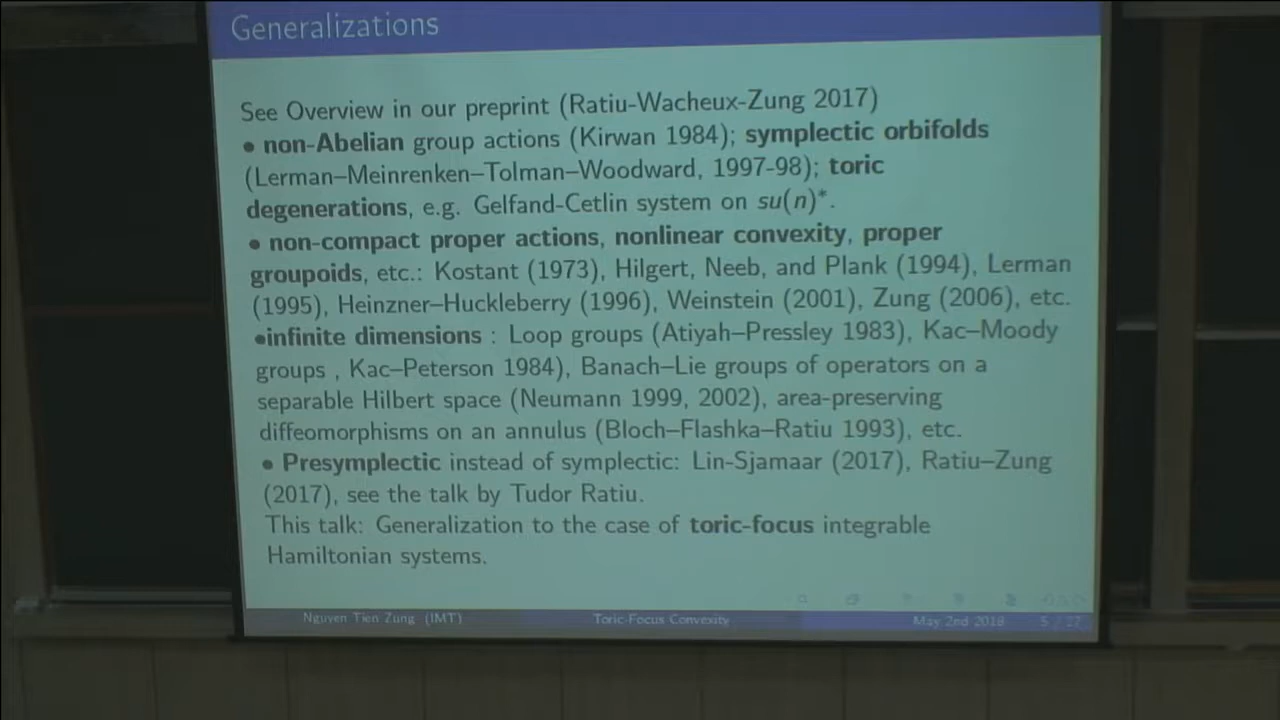 Generalizations
See Overview in our preprint (Ratiu-Wacheux-Zung 2017)
• non-Abelian group actions (Kirwan 1984); symplectic orbifolds
(Lerman–Meinrenken–Tolman–Woodward, 1997-98); toric
degenerations, e.g. Gelfand-Cetlin system on su(n)*.
• non-compact proper actions, nonlinear convexity, proper
groupoids, etc.: Kostant (1973), Hilgert, Neeb, and Plank (1994), Lerman
(1995), Heinzner–Huckleberry (1996), Weinstein (2001), Zung (2006), etc.
•infinite dimensions : Loop groups (Atiyah–Pressley 1983), Kac–Moody
groups , Kac–Peterson 1984), Banach–Lie groups of operators on a
separable Hilbert space (Neumann 1999, 2002), area-preserving
diffeomorphisms on an annulus (Bloch–Flashka–Ratiu 1993), etc.
• Presymplectic instead of symplectic: Lin-Sjamaar (2017), Ratiu–Zung
(2017), see the talk by Tudor Ratiu.
This talk: Generalization to the case of toric-focus integrable
Hamiltonian systems.
Nguyen Tien Zung (IMT) Toric-Focus Convexity May 2nd 2018 5 / 27